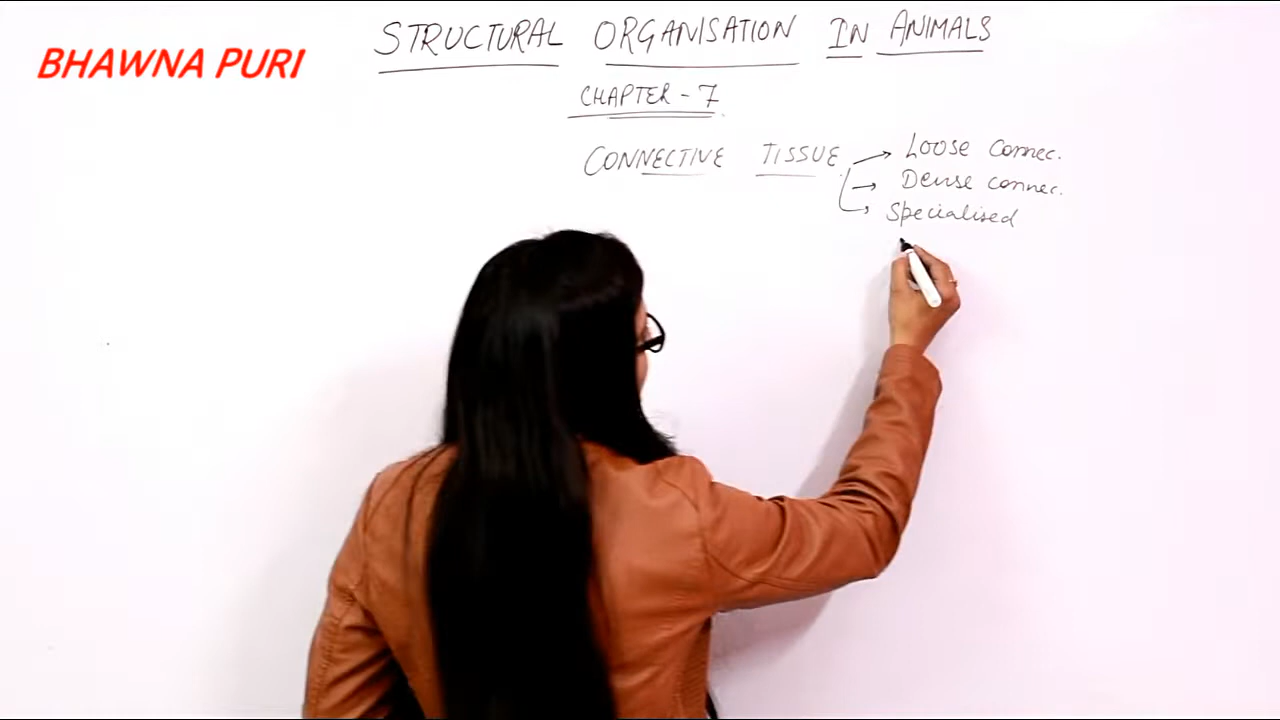 STRUCTURAL ORGANISATION IN ANIMALS
BHAWNA PURI
CHAPTER-7
CONNECTIVE TISSUE
Loose Connec.
Dense connec.
Specialised